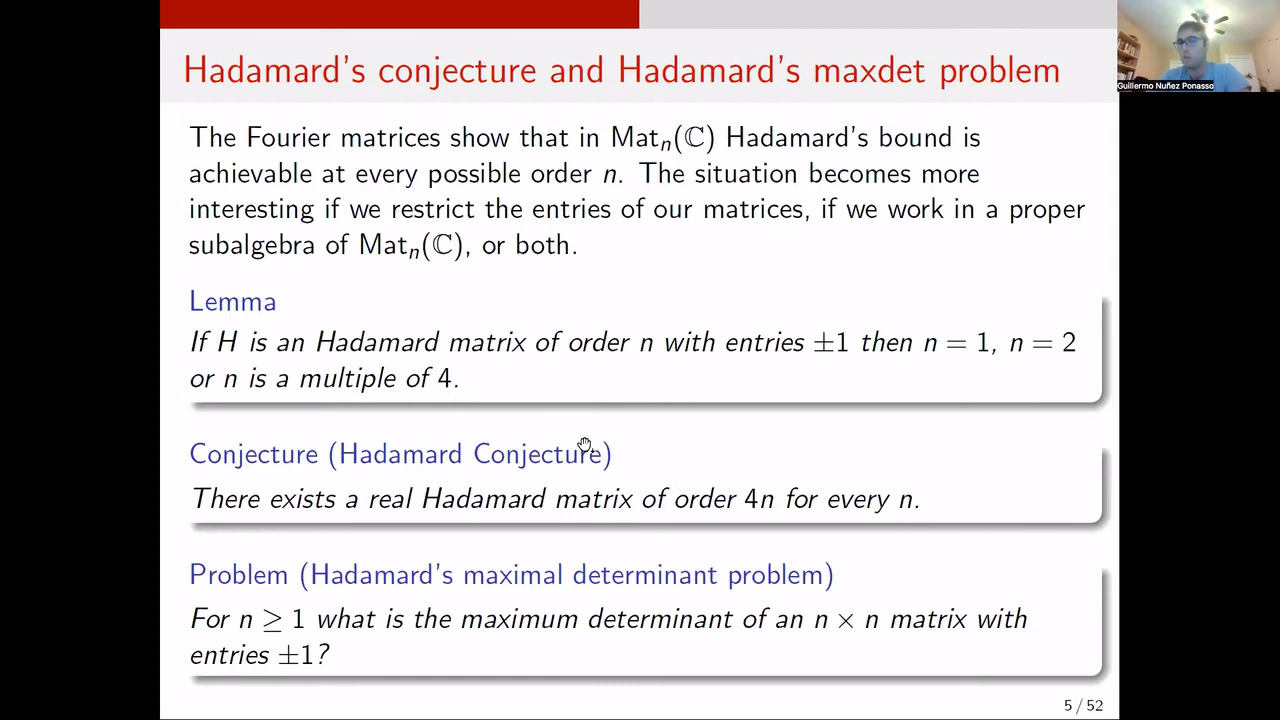 Hadamard's conjecture and Hadamard's maxdet problem
Guillermo Nuñez Ponasso
The Fourier matrices show that in Matₙ(ℂ) Hadamard's bound is
achievable at every possible order n. The situation becomes more
interesting if we restrict the entries of our matrices, if we work in a proper
subalgebra of Matₙ(ℂ), or both.
Lemma
If H is an Hadamard matrix of order n with entries ±1 then n = 1, n = 2
or n is a multiple of 4.
Conjecture (Hadamard Conjecture)
There exists a real Hadamard matrix of order 4n for every n.
Problem (Hadamard's maximal determinant problem)
For n ≥ 1 what is the maximum determinant of an n × n matrix with
entries ±1?
5 / 52